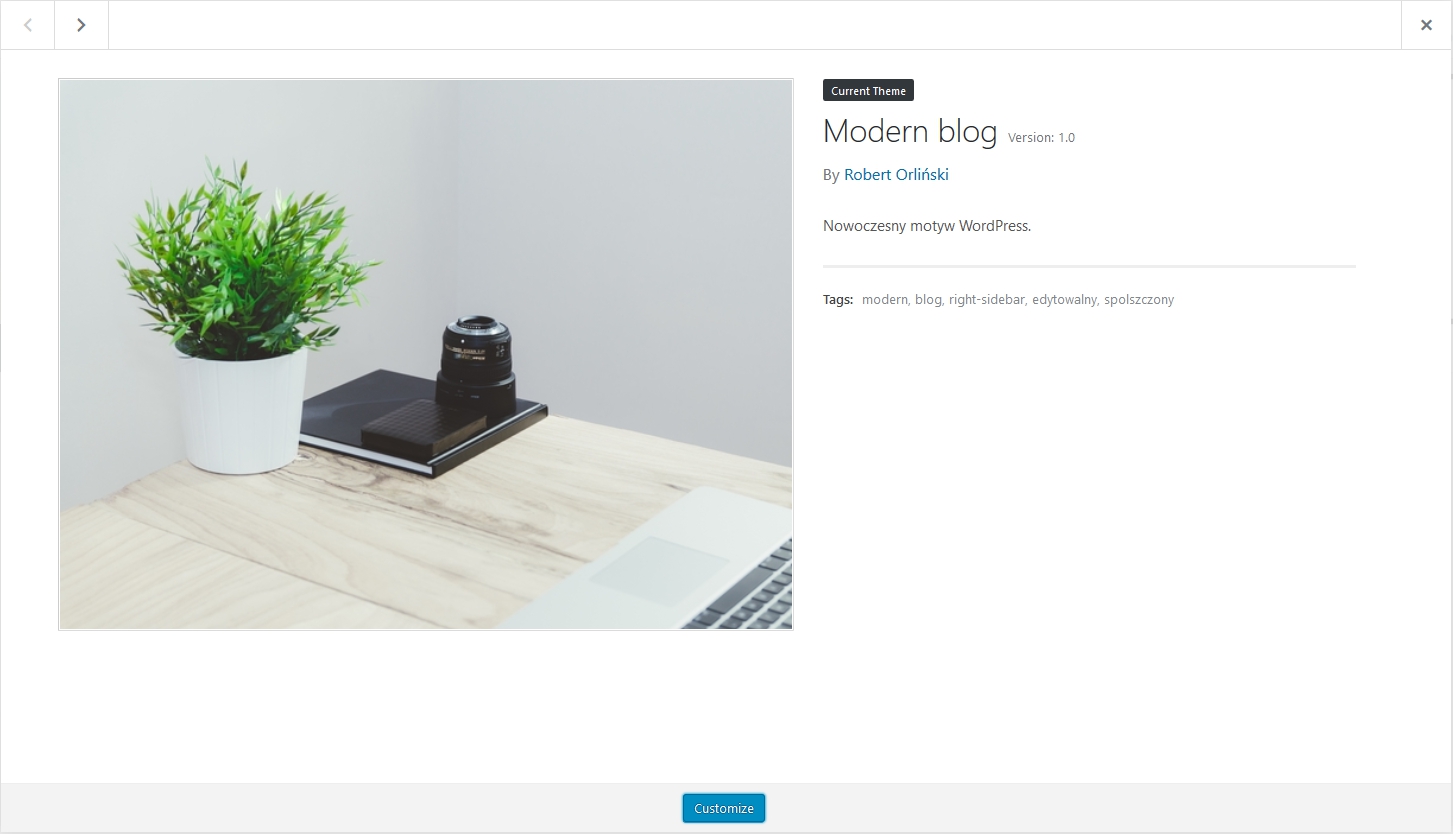 Current Theme
Modern blog Version: 1.0
By Robert Orliński
Nowoczesny motyw WordPress.
Tags: modern, blog, right-sidebar, edytowalny, spolszczony
Customize